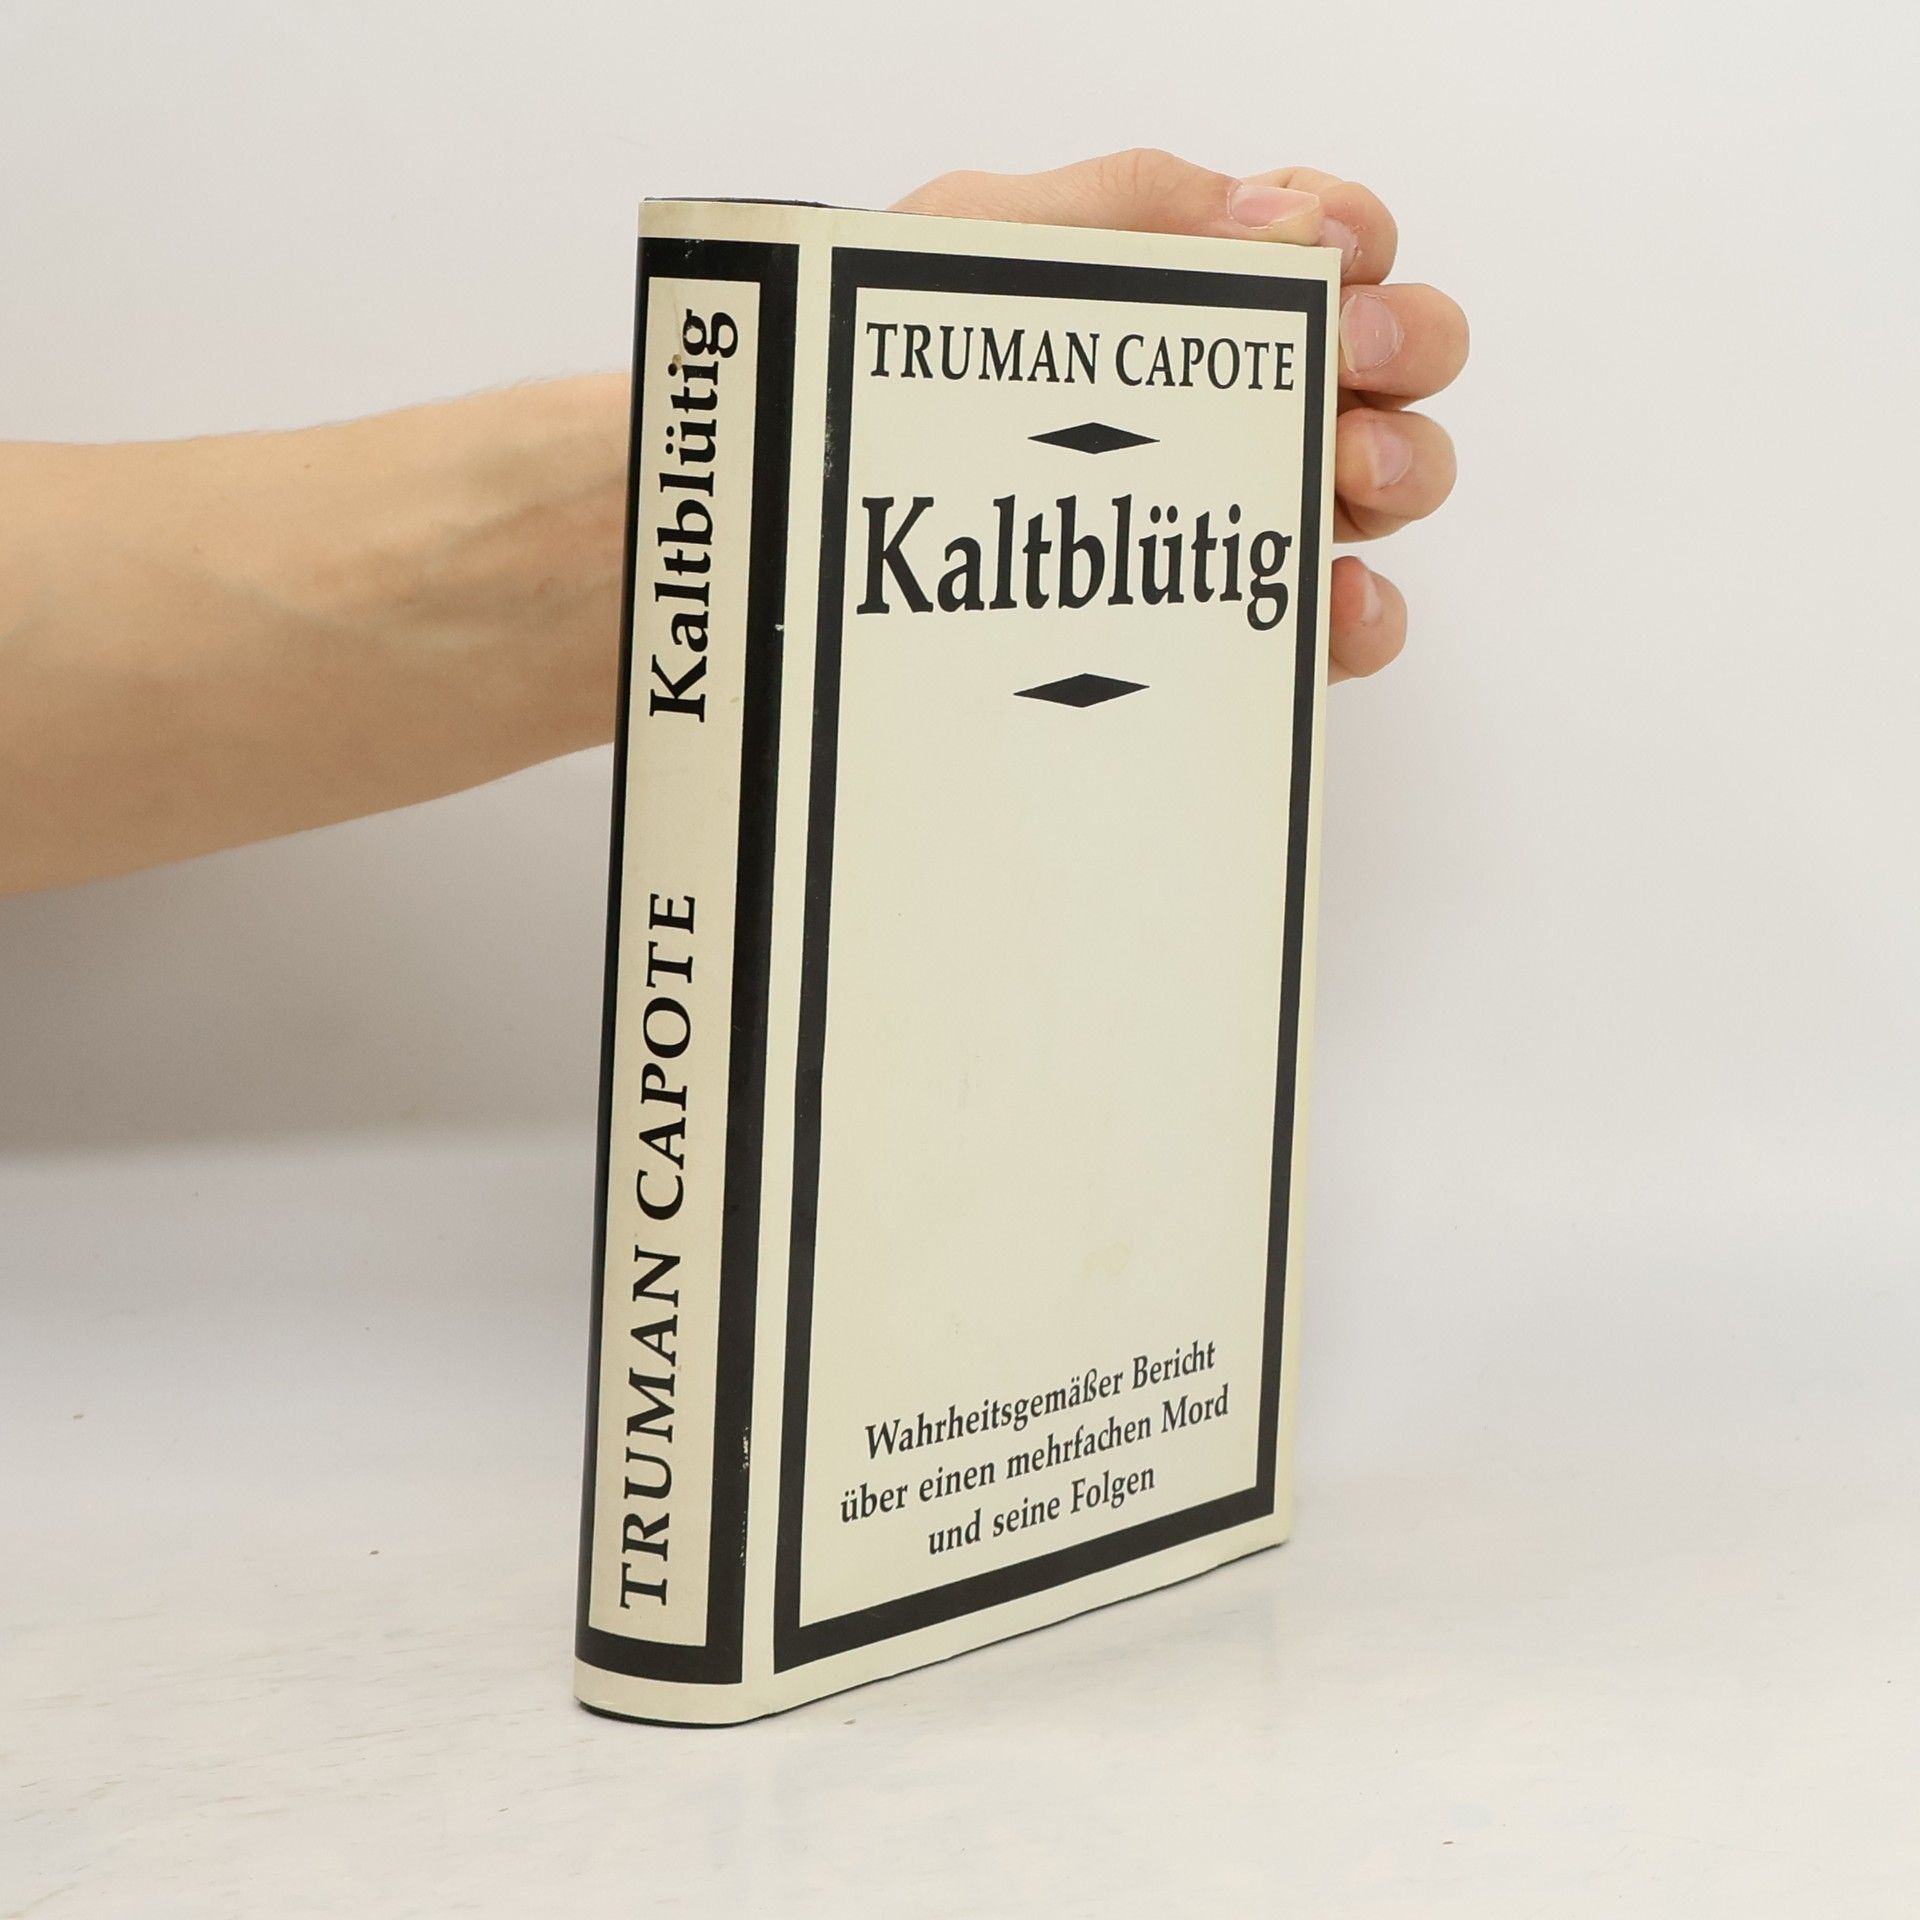 TRUMAN CAPOTE Kaltblütig
TRUMAN CAPOTE
Kaltblütig
Wahrheitsgemäßer Bericht
über einen mehrfachen Mord
und seine Folgen